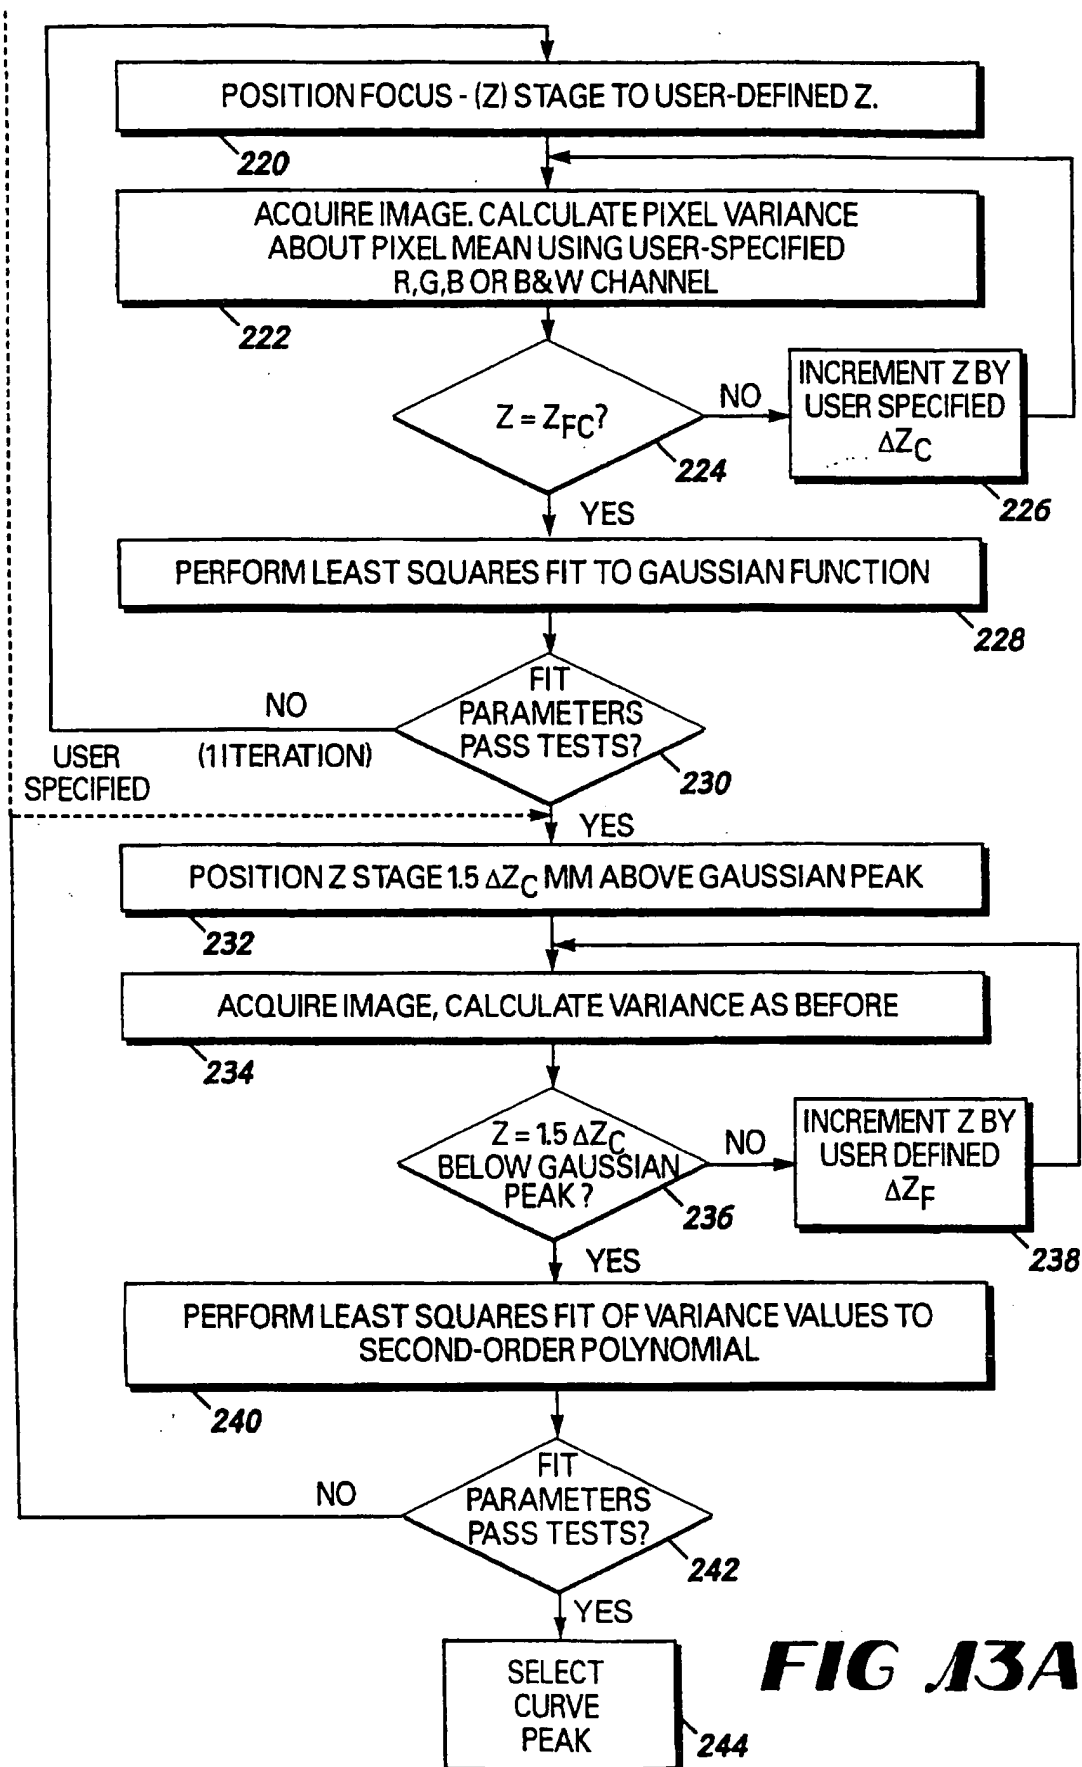 POSITION FOCUS - (Z) STAGE TO USER-DEFINED Z.
220
ACQUIRE IMAGE. CALCULATE PIXEL VARIANCE
ABOUT PIXEL MEAN USING USER-SPECIFIED
R,G,B OR B&W CHANNEL
222
Z = ZFC?
224
NO
INCREMENT Z BY
USER SPECIFIED
ΔZC
226
YES
PERFORM LEAST SQUARES FIT TO GAUSSIAN FUNCTION
228
FIT
PARAMETERS
PASS TESTS?
230
NO
(1 ITERATION)
USER
SPECIFIED
YES
POSITION Z STAGE 1.5 ΔZC MM ABOVE GAUSSIAN PEAK
232
ACQUIRE IMAGE, CALCULATE VARIANCE AS BEFORE
234
Z = 1.5 ΔZC
BELOW GAUSSIAN
PEAK ?
236
NO
INCREMENT Z BY
USER DEFINED
ΔZF
238
YES
PERFORM LEAST SQUARES FIT OF VARIANCE VALUES TO
SECOND-ORDER POLYNOMIAL
240
FIT
PARAMETERS
PASS TESTS?
242
NO
YES
SELECT
CURVE
PEAK
244
FIG 13A